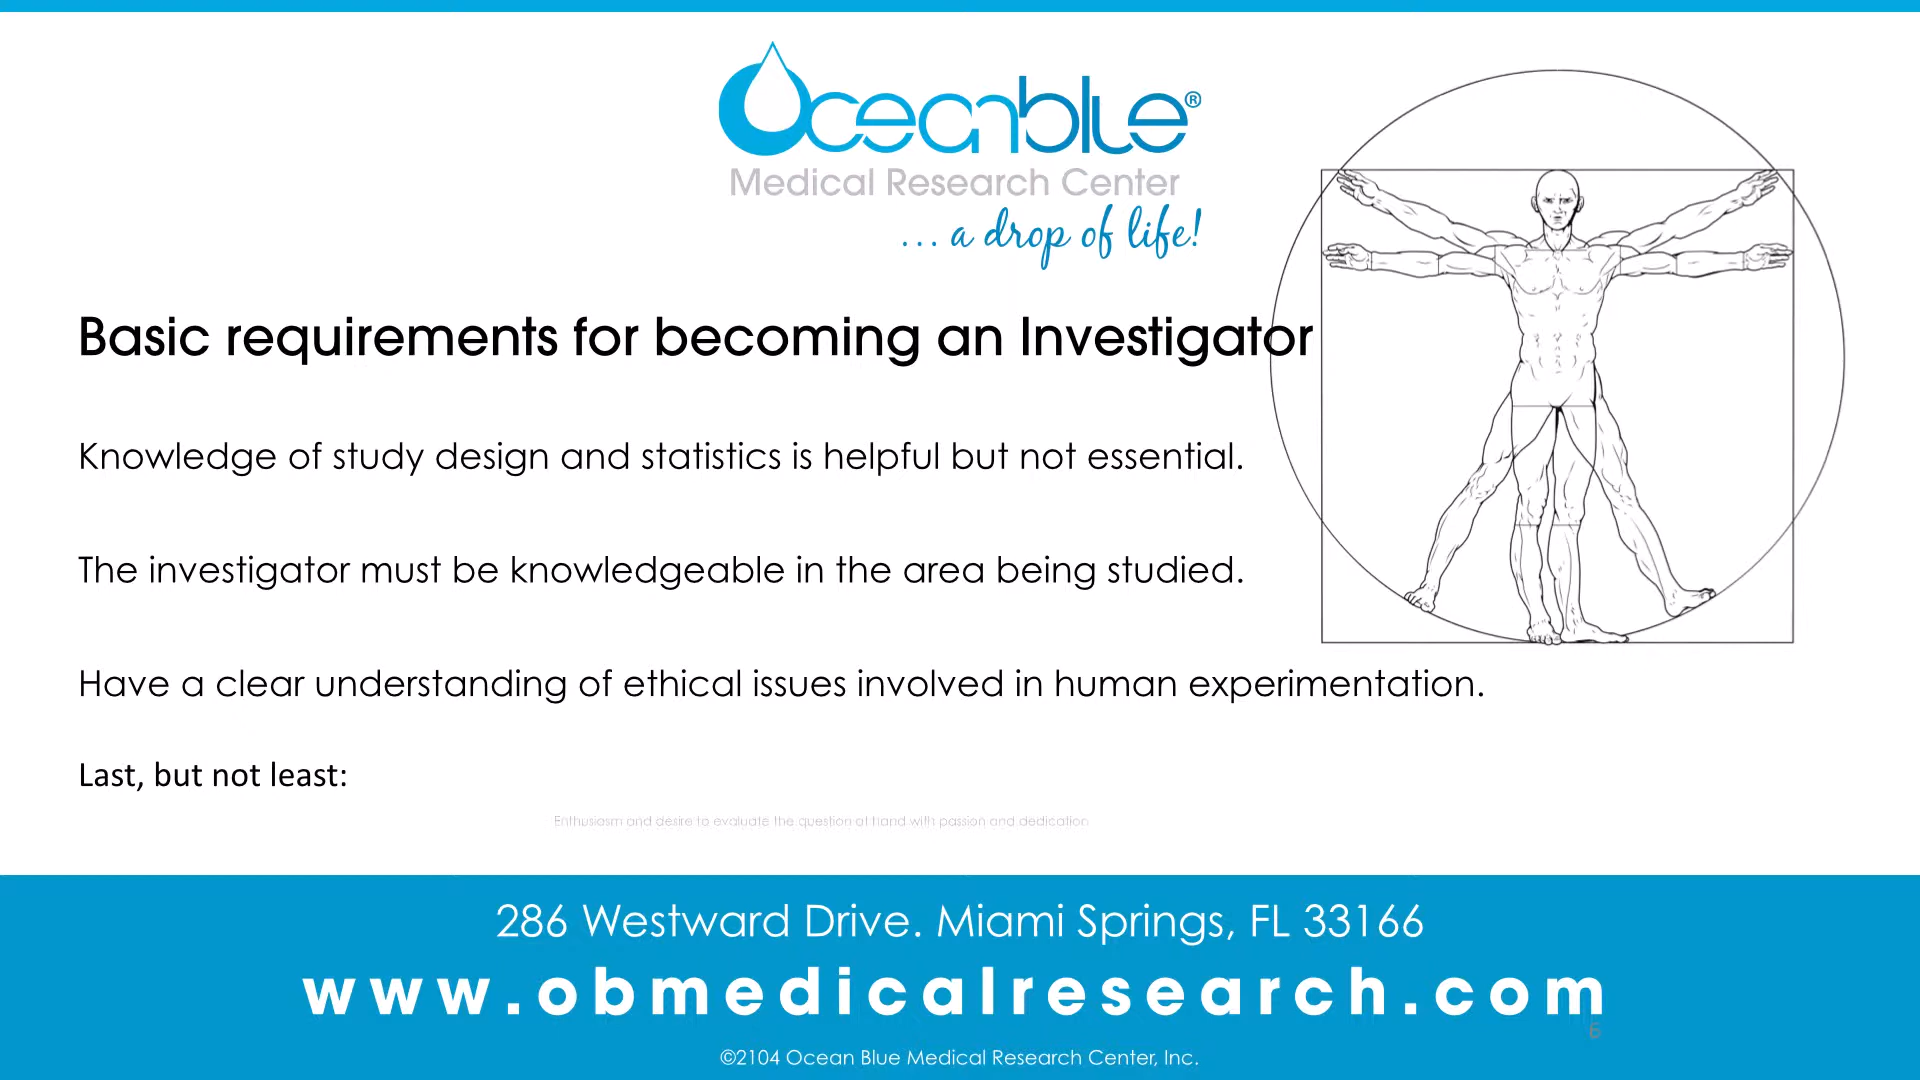 Oceanblue®
Medical Research Center
... a drop of life!
Basic requirements for becoming an Investigator
Knowledge of study design and statistics is helpful but not essential.
The investigator must be knowledgeable in the area being studied.
Have a clear understanding of ethical issues involved in human experimentation.
Last, but not least:
Enthusiasm and desire to evaluate the question at hand with passion and dedication
286 Westward Drive. Miami Springs, FL 33166
www.obmedicalresearch.com
6
©2104 Ocean Blue Medical Research Center, Inc.